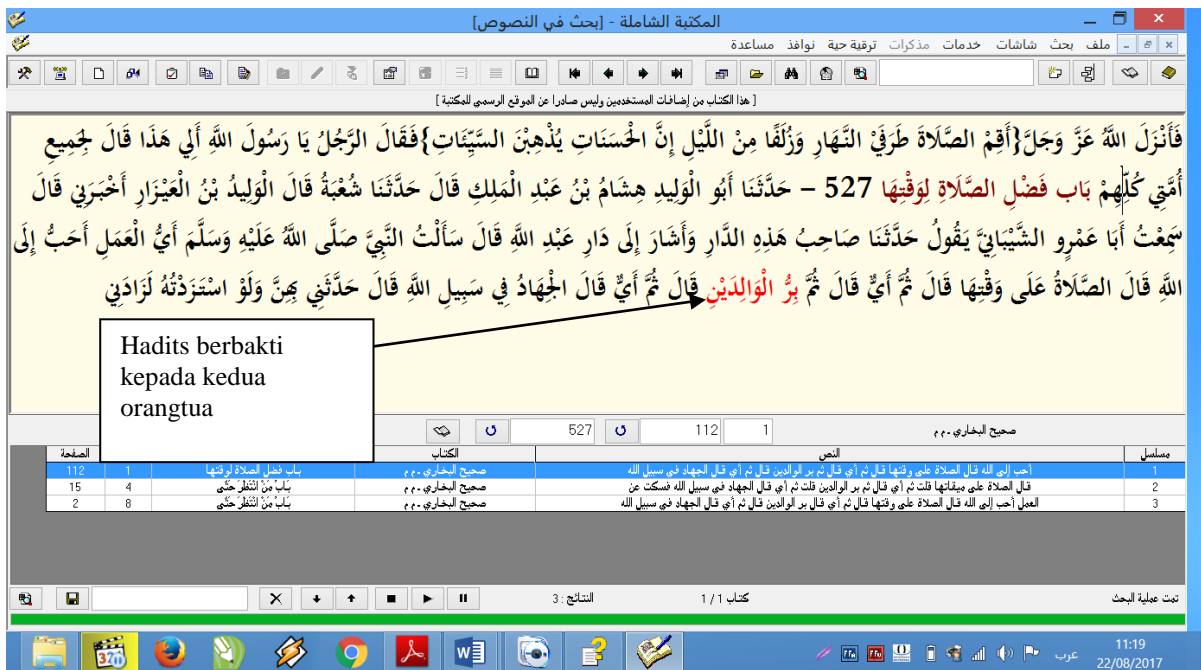 المكتبة الشاملة - [بحث في النصوص]
ملف بحث شاشات خدمات مذكرات ترقية حية نوافذ مساعدة
[ هذا الكتاب من إضافات المستخدمين وليس صادرا عن الموقع الرسمي للمكتبة ]
فَأَنْزَلَ اللَّهُ عَزَّ وَجَلَّ{أَقِمْ الصَّلَاةَ طَرَفَيْ النَّهَارِ وَزُلَفًا مِنْ اللَّيْلِ إِنَّ الْحَسَنَاتِ يُذْهِبْنَ السَّيِّئَاتِ}فَقَالَ الرَّجُلُ يَا رَسُولَ اللَّهِ أَلِي هَذَا قَالَ لِجَمِيعِ
أُمَّتِي كُلِّهِمْ بَاب فَضْلِ الصَّلَاةِ لِوَقْتِهَا 527 – حَدَّثَنَا أَبُو الْوَلِيدِ هِشَامُ بْنُ عَبْدِ الْمَلِكِ قَالَ حَدَّثَنَا شُعْبَةُ قَالَ الْوَلِيدُ بْنُ الْعَيْزَارِ أَخْبَرَنِي قَالَ
سَمِعْتُ أَبَا عَمْرٍو الشَّيْبَانِيَّ يَقُولُ حَدَّثَنَا صَاحِبُ هَذِهِ الدَّارِ وَأَشَارَ إِلَى دَارِ عَبْدِ اللَّهِ قَالَ سَأَلْتُ النَّبِيَّ صَلَّى اللَّهُ عَلَيْهِ وَسَلَّمَ أَيُّ الْعَمَلِ أَحَبُّ إِلَى
اللَّهِ قَالَ الصَّلَاةُ عَلَى وَقْتِهَا قَالَ ثُمَّ أَيٌّ قَالَ ثُمَّ بِرُّ الْوَالِدَيْنِ قَالَ ثُمَّ أَيٌّ قَالَ الْجِهَادُ فِي سَبِيلِ اللَّهِ قَالَ حَدَّثَنِي بِهِنَّ وَلَوْ اسْتَزَدْتُهُ لَزَادَنِي
Hadits berbakti
kepada kedua
orangtua
صحيح البخاري ـ م م 1 112 527
مسلسل النص الكتاب الصفحة
1 أحب إلى الله قال الصلاة على وقتها قال ثم أي قال ثم بر الوالدين قال ثم أي قال الجهاد في سبيل الله صحيح البخاري ـ م م باب فضل الصلاة لوقتها 1 112
2 قال الصلاة على ميقاتها قلت ثم أي قال ثم بر الوالدين قلت ثم أي قال الجهاد في سبيل الله فسكت عن صحيح البخاري ـ م م بَابُ مَنْ انْتَظَرَ حَتَّى 4 15
3 العمل أحب إلى الله قال الصلاة على وقتها قال ثم أي قال بر الوالدين قال ثم أي قال الجهاد في سبيل الله صحيح البخاري ـ م م بَابُ مَنْ انْتَظَرَ حَتَّى 8 2
تمت عملية البحث كتاب 1 / 1 النتائج : 3
عرب 11:19
22/08/2017